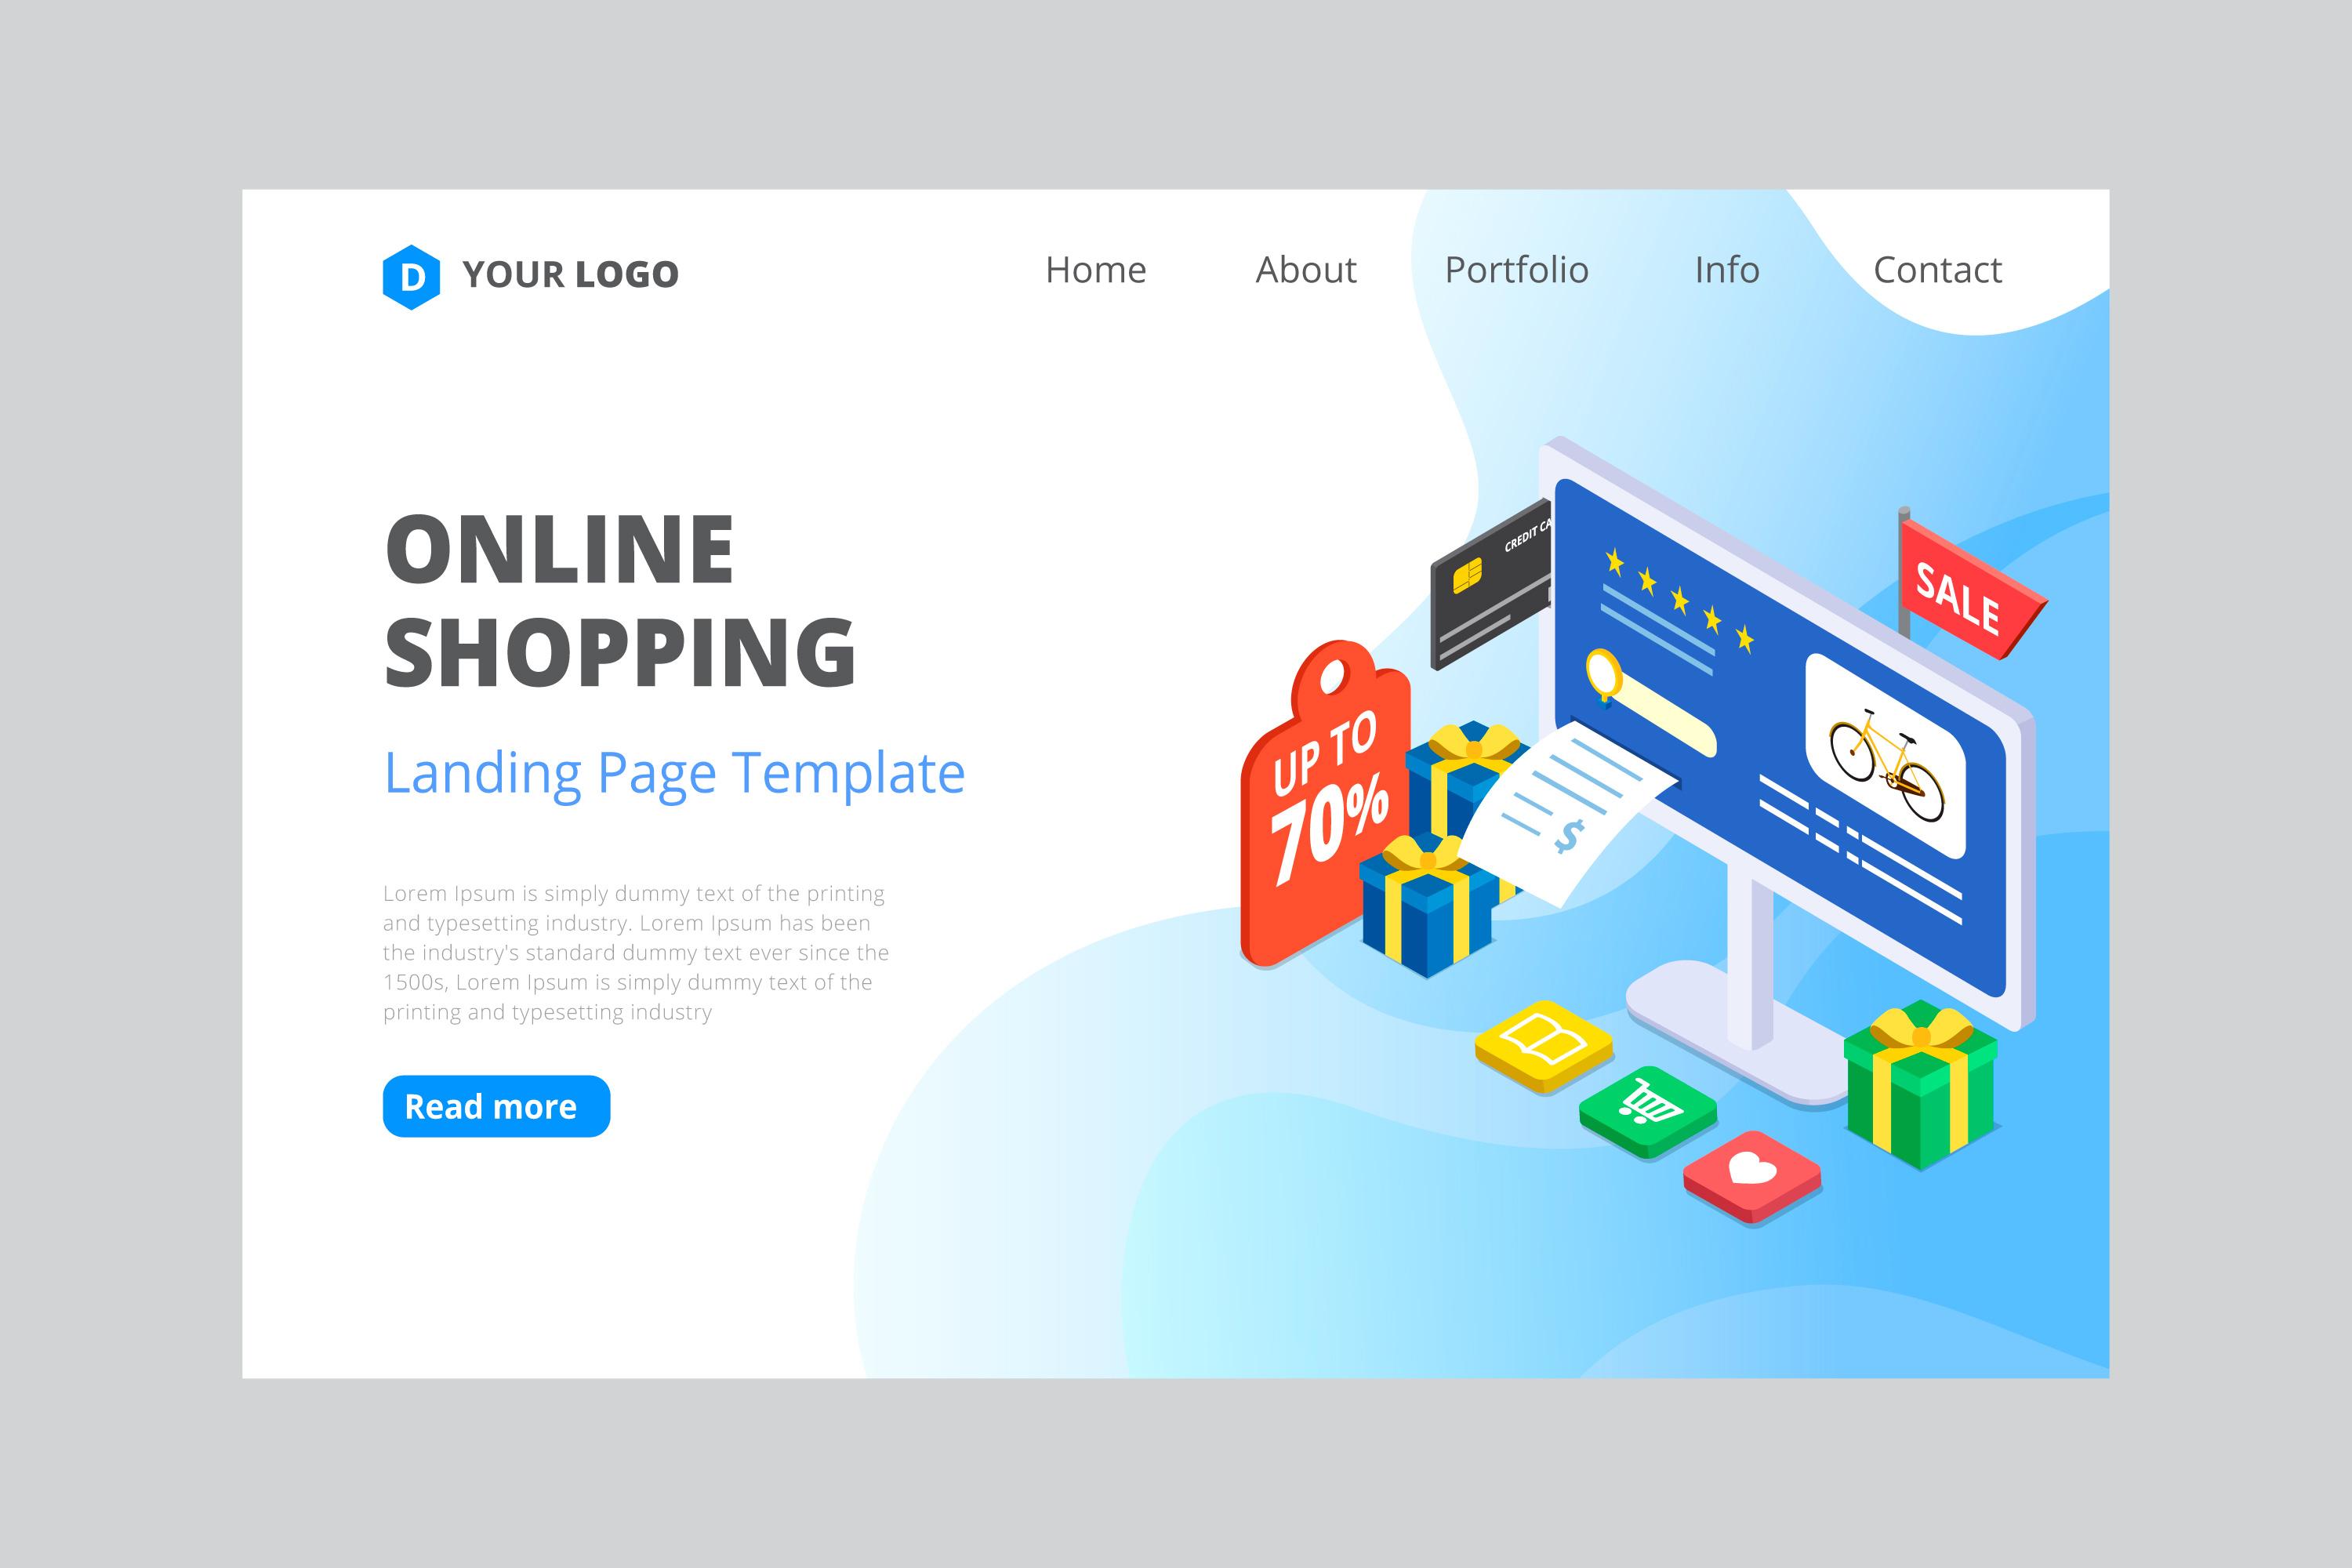 D YOUR LOGO
Home About Portfolio Info Contact
ONLINE
SHOPPING
Landing Page Template
Lorem Ipsum is simply dummy text of the printing
and typesetting industry. Lorem Ipsum has been
the industry's standard dummy text ever since the
1500s, Lorem Ipsum is simply dummy text of the
printing and typesetting industry
Read more
CREDIT CA
SALE
UP TO
70%
$